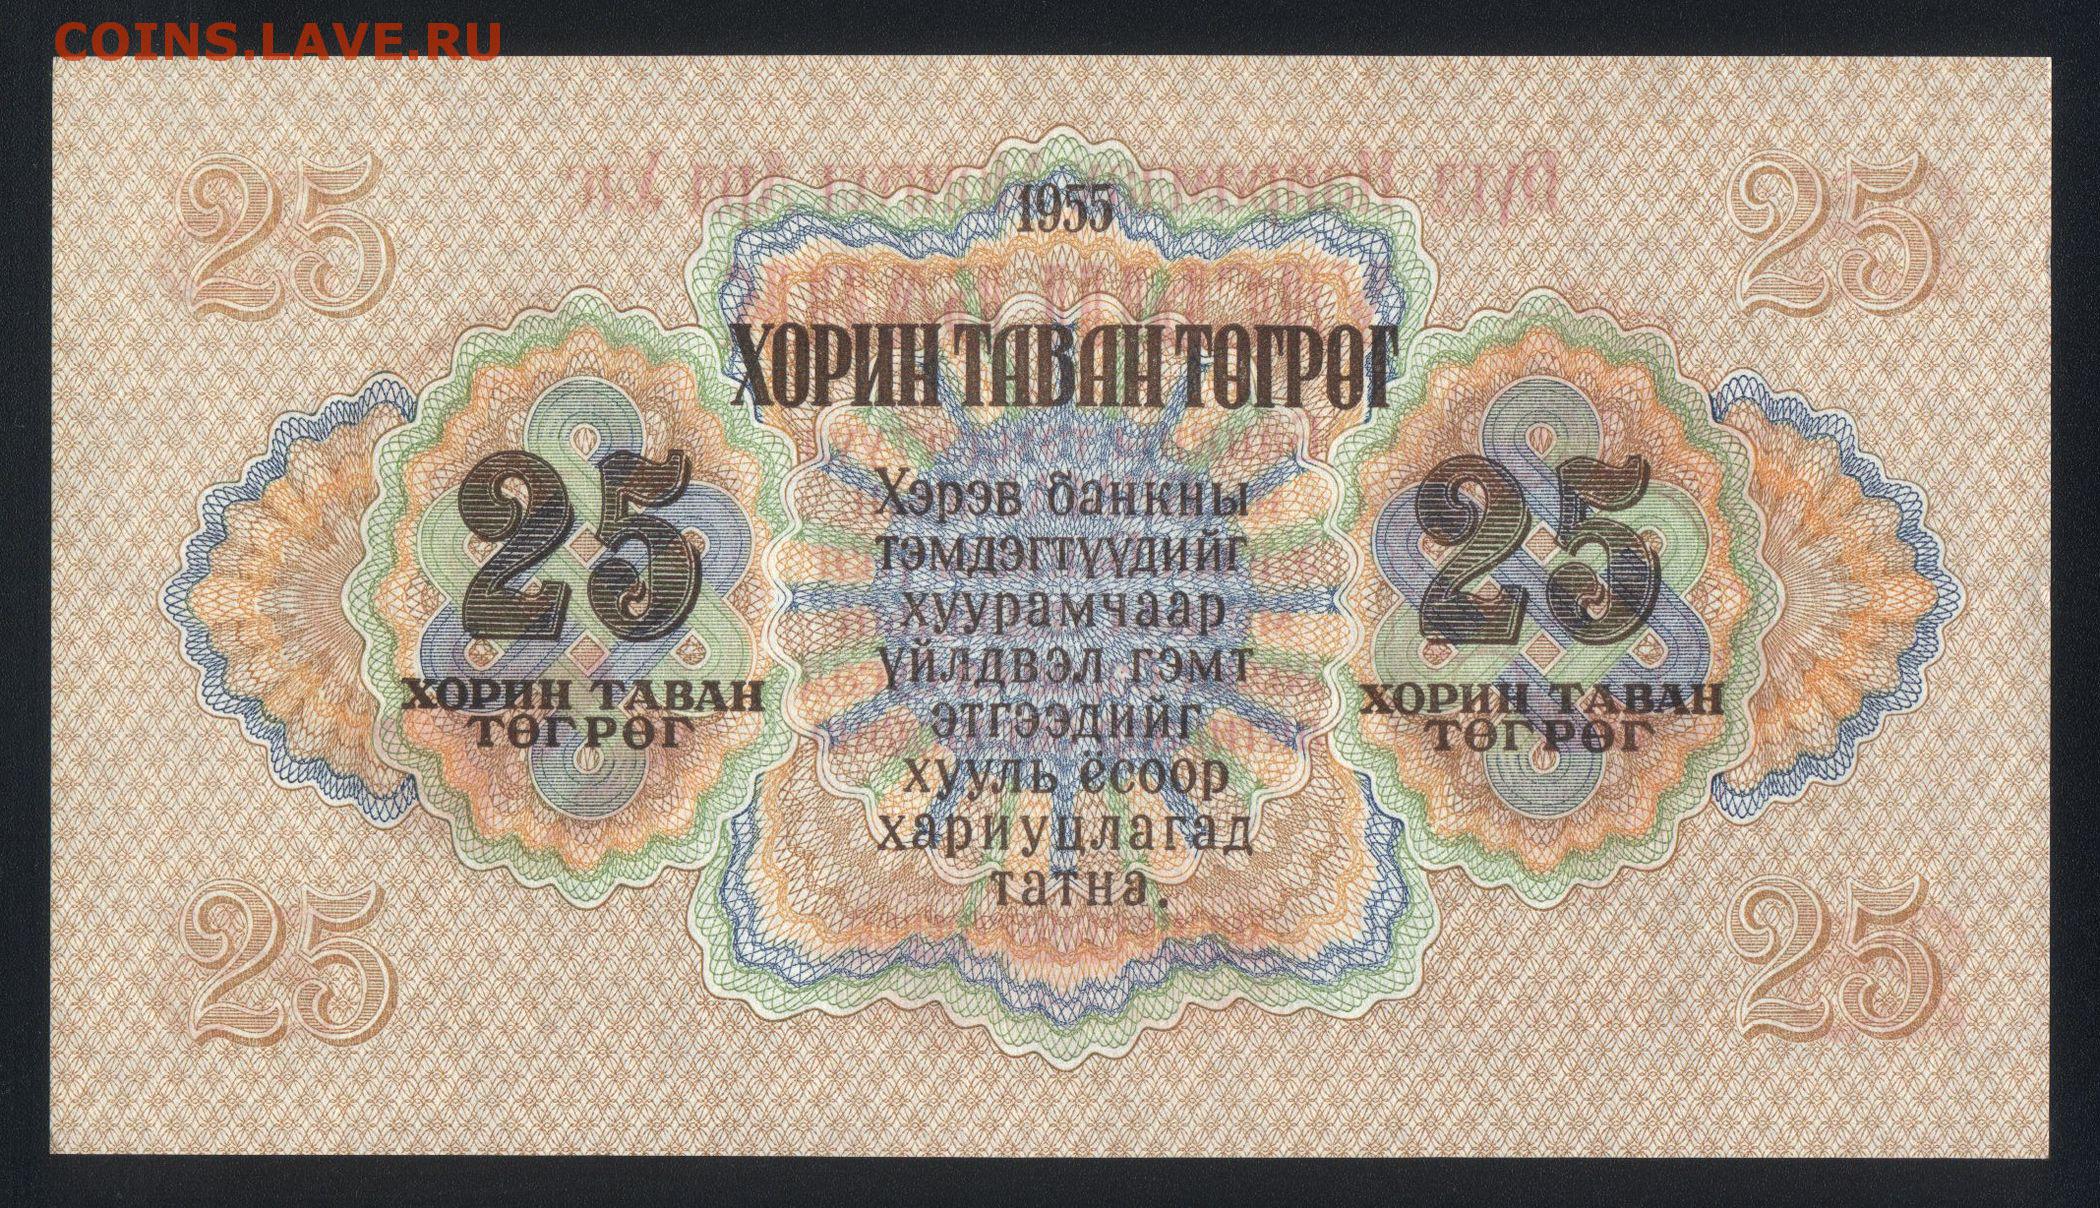 COINS.LAVE.RU
25
25
1955
ХОРИН ТАВАН ТӨГРӨГ
25
ХОРИН ТАВАН
ТӨГРӨГ
Хэрэв банкны
тэмдэгтүүдийг
хуурамчаар
үйлдвэл гэмт
этгээдийг
хууль ёсоор
хариуцлагад
татна.
25
ХОРИН ТАВАН
ТӨГРӨГ
25
25